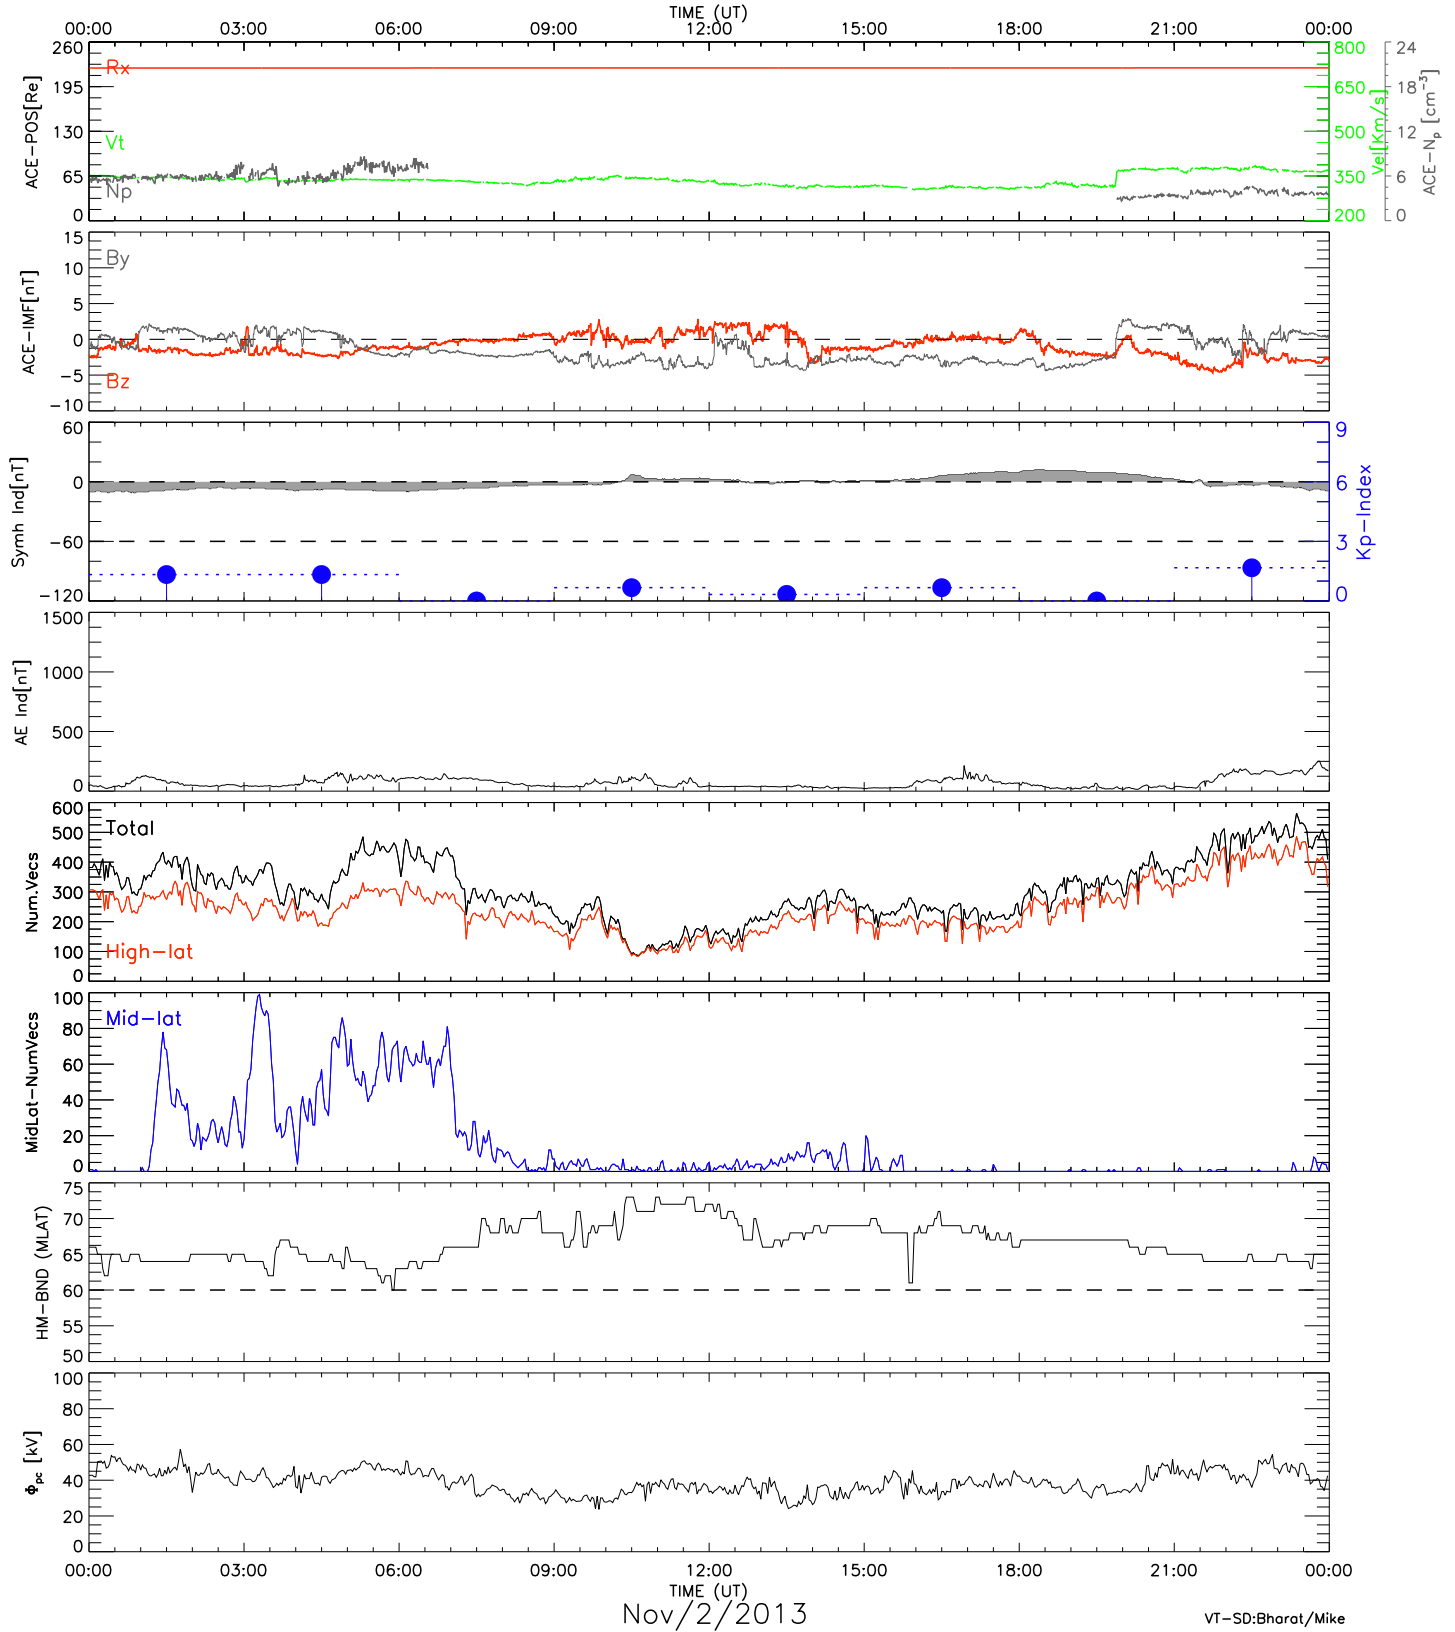 TIME (UT)
00:00 03:00 06:00 09:00 12:00 15:00 18:00 21:00 00:00
ACE-POS[Re]
260
195
130
65
0
Rx
Vt
Np
800
650
500
350
200
Vel[Km/s]
24
18
12
6
0
ACE-Np [cm-3]
ACE-IMF[nT]
15
10
5
0
-5
-10
By
Bz
Symh Ind[nT]
60
0
-60
-120
9
6
3
0
Kp-Index
AE Ind[nT]
1500
1000
500
0
Num.Vecs
600
500
400
300
200
100
0
Total
High-lat
MidLat-NumVecs
100
80
60
40
20
0
Mid-lat
HM-BND (MLAT)
75
70
65
60
55
50
Φpc [kV]
100
80
60
40
20
0
00:00 03:00 06:00 09:00 12:00 15:00 18:00 21:00 00:00
TIME (UT)
Nov/2/2013
VT-SD:Bharat/Mike